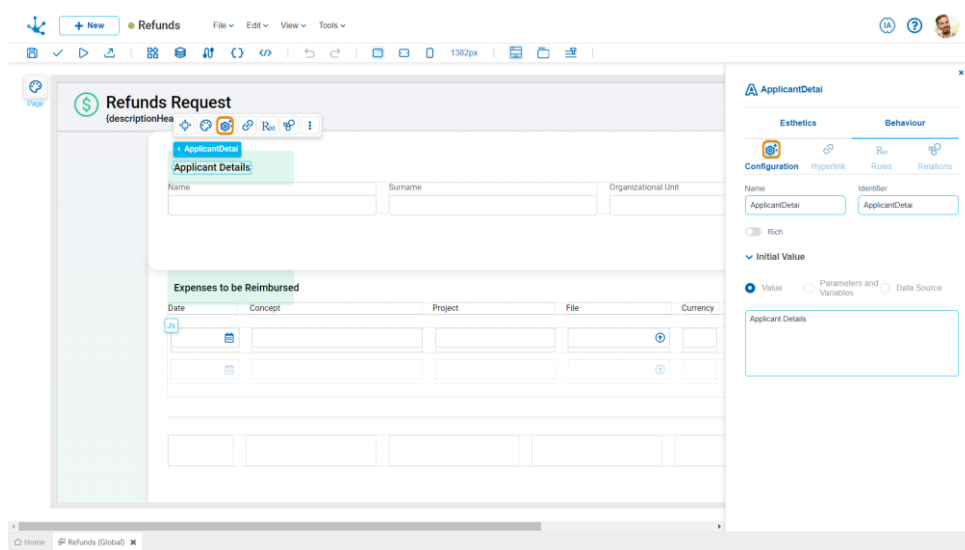 + New
Refunds
File
Edit
View
Tools
IA
?
1382px
Page
Refunds Request
{descriptionHea
R(x)
< ApplicantDetai
Applicant Details
Name
Surname
Organizational Unit
Expenses to be Reimbursed
Date
Concept
Project
File
Currency
Js
ApplicantDetai
Esthetics
Behaviour
Configuration
Hyperlink
Rules
Relations
Name
Identifier
ApplicantDetai
ApplicantDetai
Rich
Initial Value
Value
Parameters and
Variables
Data Source
Applicant Details
Home
Refunds (Global)